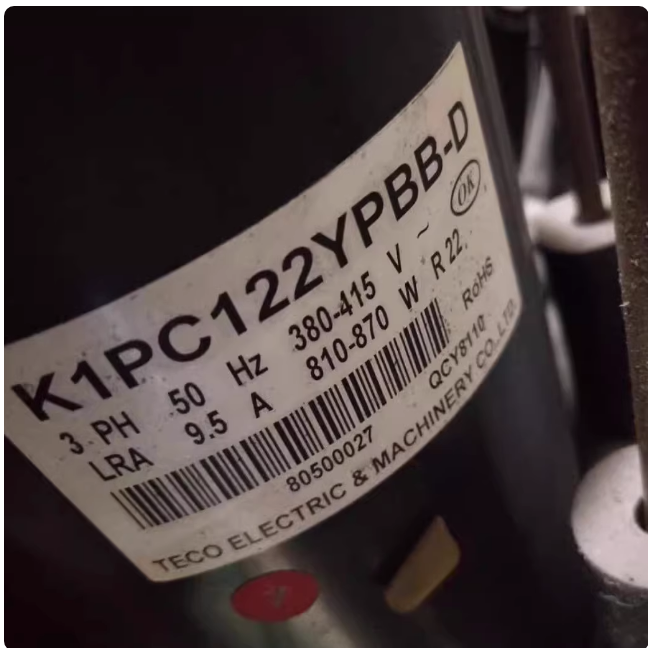 K1PC122YPBB-D
OK
3 PH 50 Hz 380-415 V ~
LRA 9.5 A 810-870 W R 22
RoHS
80500027 QCY8110
TECO ELECTRIC & MACHINERY CO.,LTD.